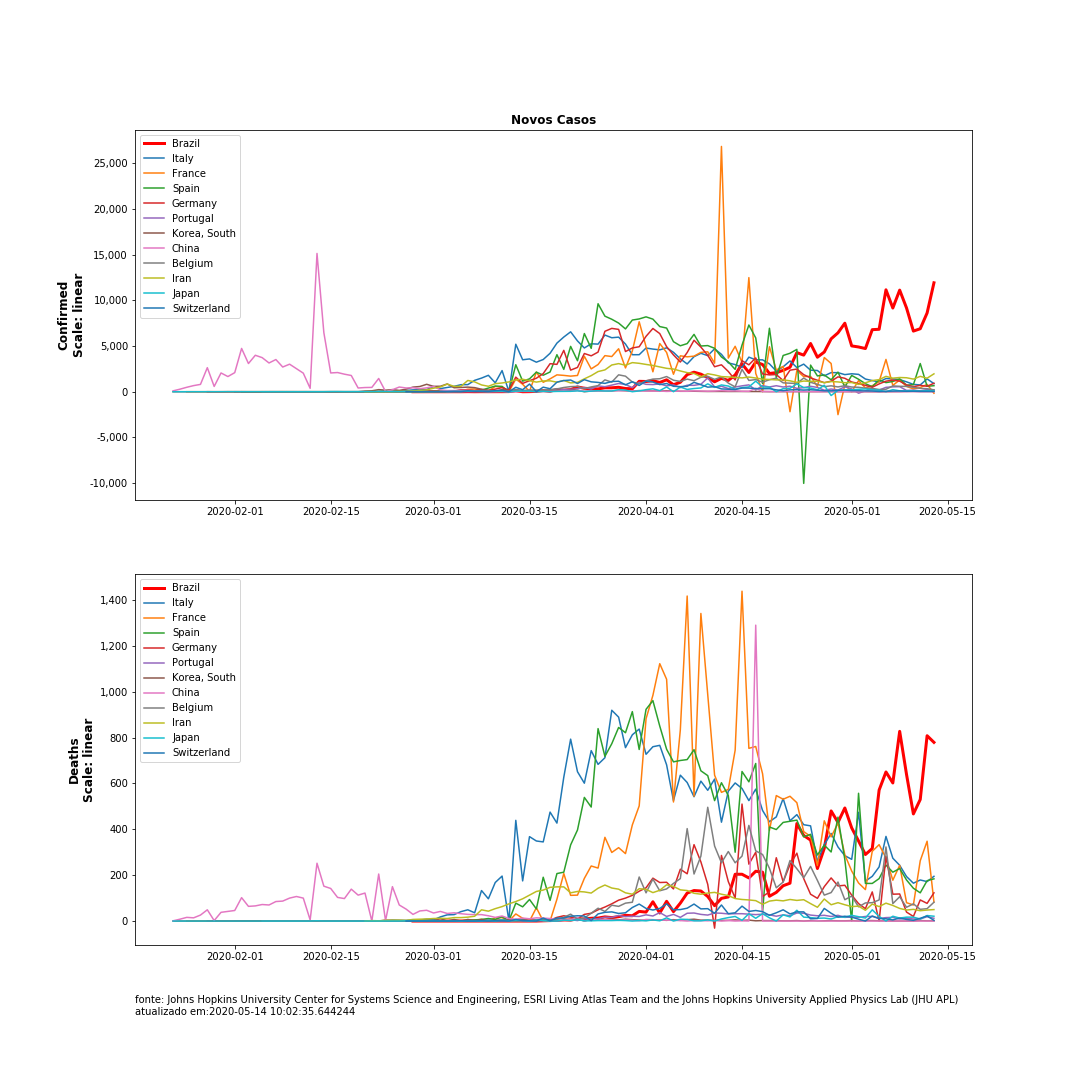 Novos Casos
Confirmed
Scale: linear
25,000
20,000
15,000
10,000
5,000
0
-5,000
-10,000
Brazil
Italy
France
Spain
Germany
Portugal
Korea, South
China
Belgium
Iran
Japan
Switzerland
2020-02-01
2020-02-15
2020-03-01
2020-03-15
2020-04-01
2020-04-15
2020-05-01
2020-05-15
Deaths
Scale: linear
1,400
1,200
1,000
800
600
400
200
0
Brazil
Italy
France
Spain
Germany
Portugal
Korea, South
China
Belgium
Iran
Japan
Switzerland
2020-02-01
2020-02-15
2020-03-01
2020-03-15
2020-04-01
2020-04-15
2020-05-01
2020-05-15
fonte: Johns Hopkins University Center for Systems Science and Engineering, ESRI Living Atlas Team and the Johns Hopkins University Applied Physics Lab (JHU APL)
atualizado em:2020-05-14 10:02:35.644244